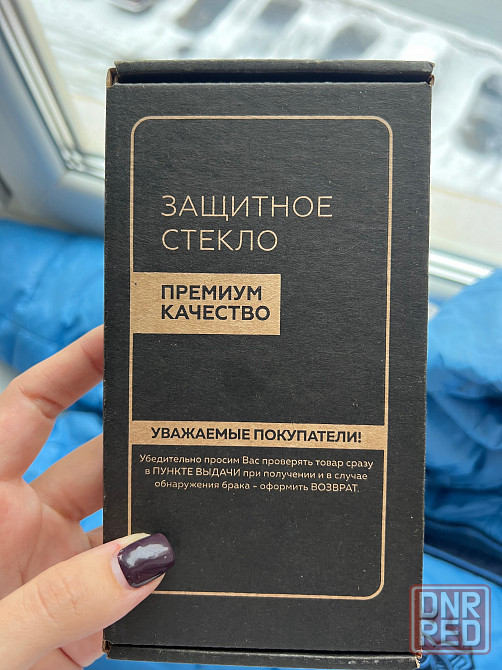 ЗАЩИТНОЕ
СТЕКЛО
ПРЕМИУМ
КАЧЕСТВО
УВАЖАЕМЫЕ ПОКУПАТЕЛИ!
Убедительно просим Вас проверять товар сразу
в ПУНКТЕ ВЫДАЧИ при получении и в случае
обнаружения брака - оформить ВОЗВРАТ.
DNR
RED